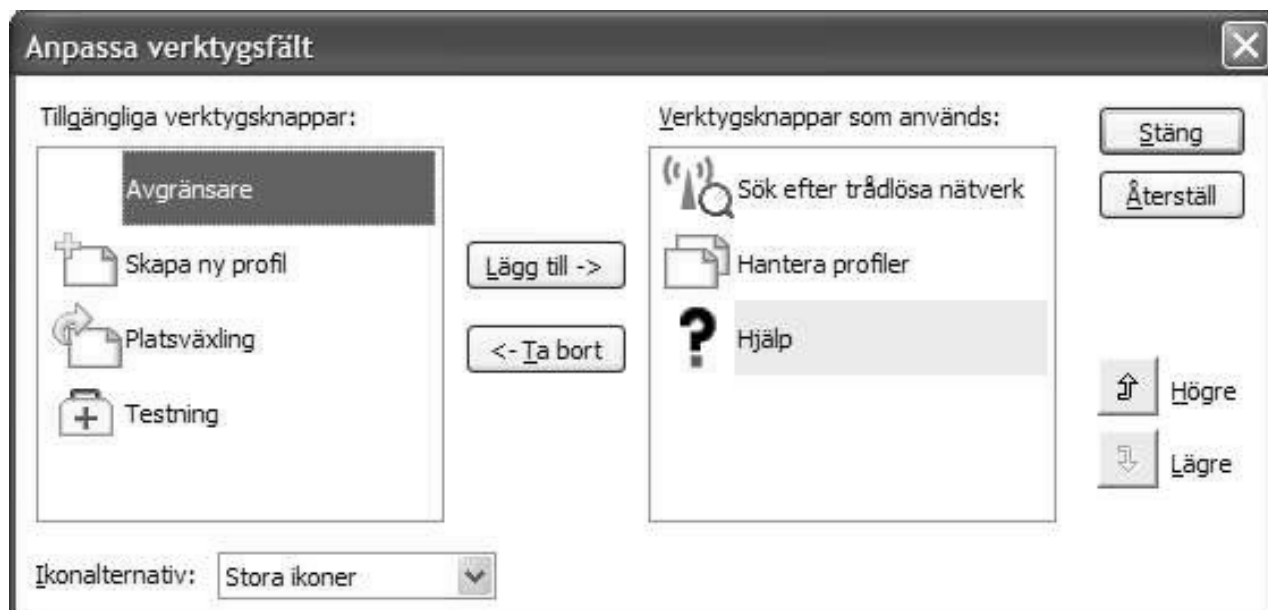 Anpassa verktygsfält
Tillgängliga verktygsknappar:
Avgränsare
Skapa ny profil
Platsväxling
Testning
Lägg till ->
<- Ta bort
Verktygsknappar som används:
Sök efter trådlösa nätverk
Hantera profiler
Hjälp
Stäng
Återställ
Högre
Lägre
Ikonalternativ: Stora ikoner